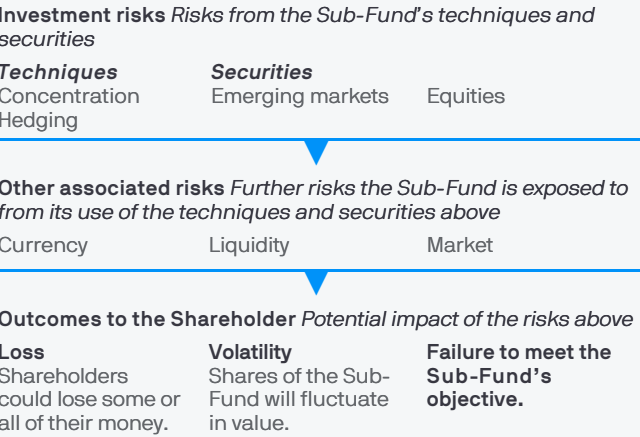 Investment risks Risks from the Sub-Fund's techniques and
securities
Techniques Securities
Concentration Emerging markets Equities
Hedging
Other associated risks Further risks the Sub-Fund is exposed to
from its use of the techniques and securities above
Currency Liquidity Market
Outcomes to the Shareholder Potential impact of the risks above
Loss Volatility Failure to meet the
Shareholders Shares of the Sub- Sub-Fund's
could lose some or Fund will fluctuate objective.
all of their money. in value.